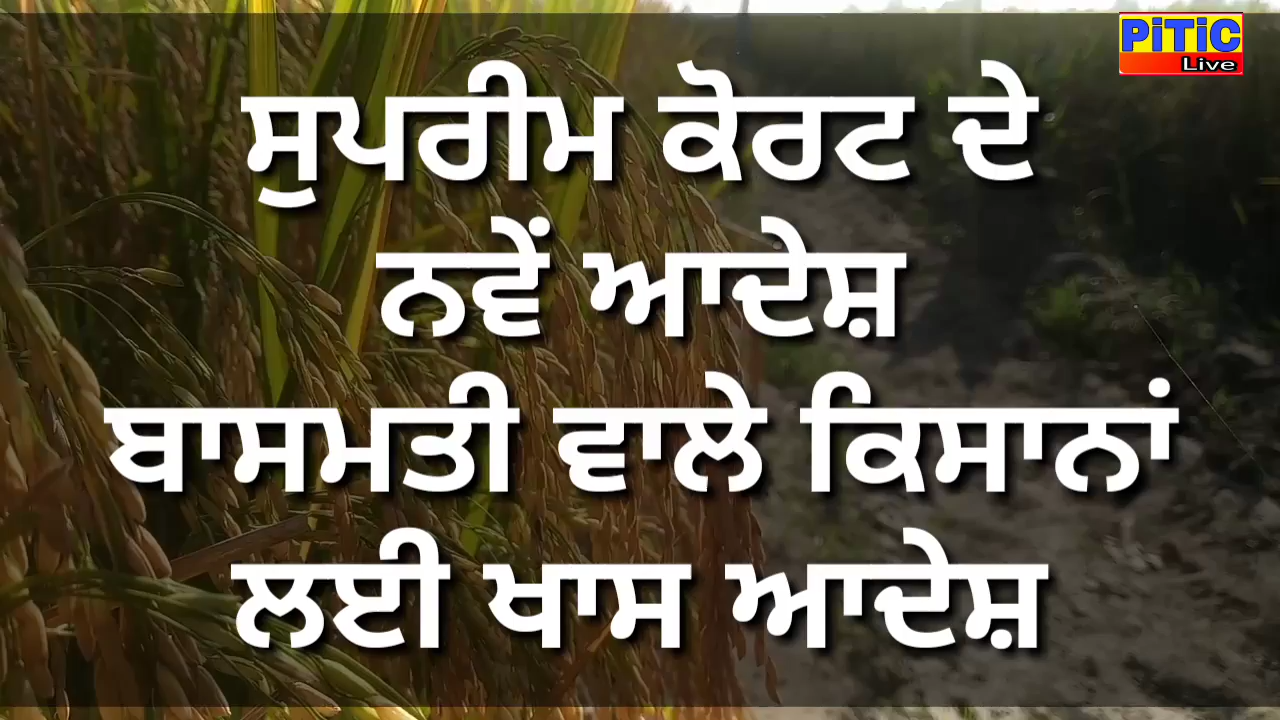 PiTiC
Live
ਸੁਪਰੀਮ ਕੋਰਟ ਦੇ
ਨਵੇਂ ਆਦੇਸ਼
ਬਾਸਮਤੀ ਵਾਲੇ ਕਿਸਾਨਾਂ
ਲਈ ਖਾਸ ਆਦੇਸ਼